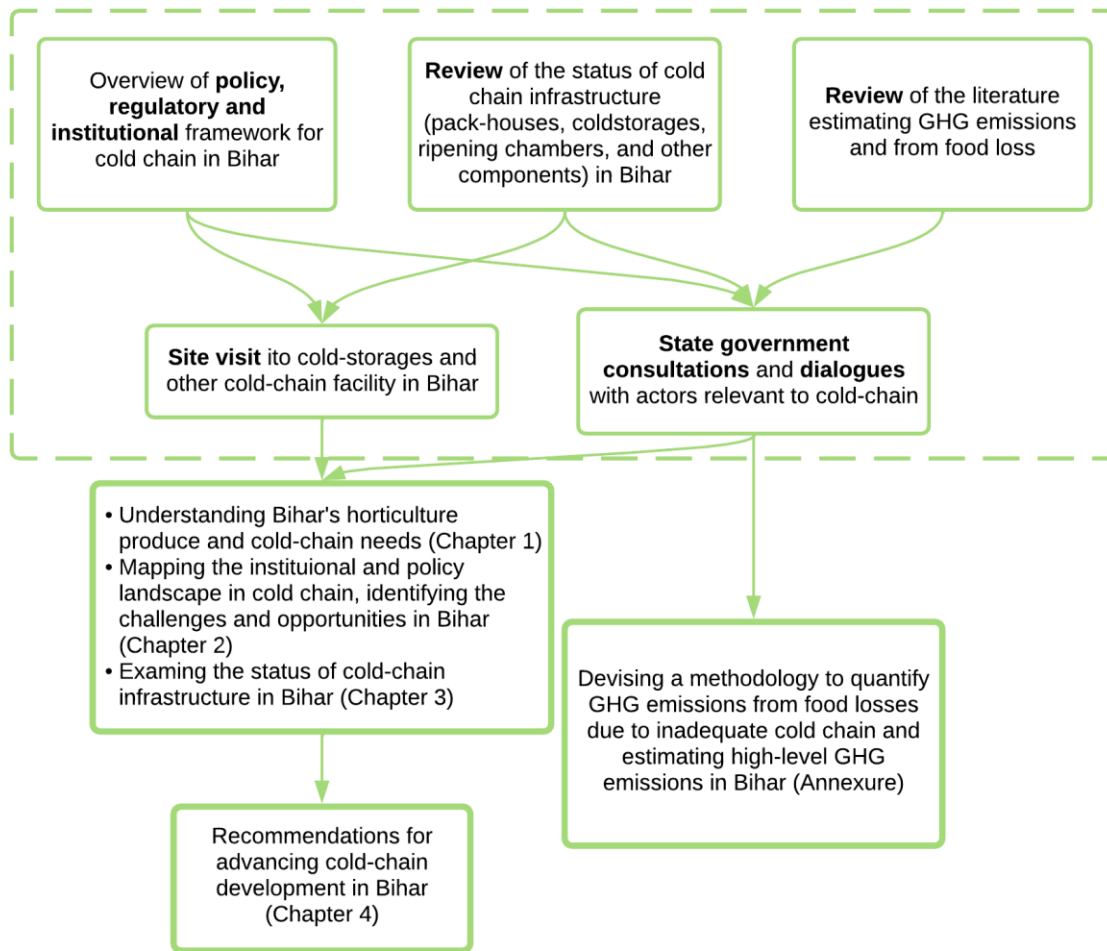 Overview of policy,
regulatory and
institutional framework for
cold chain in Bihar
Review of the status of cold
chain infrastructure
(pack-houses, coldstorages,
ripening chambers, and other
components) in Bihar
Review of the literature
estimating GHG emissions
and from food loss
Site visit ito cold-storages and
other cold-chain facility in Bihar
State government
consultations and dialogues
with actors relevant to cold-chain
• Understanding Bihar's horticulture
produce and cold-chain needs (Chapter 1)
• Mapping the instituional and policy
landscape in cold chain, identifying the
challenges and opportunities in Bihar
(Chapter 2)
• Examing the status of cold-chain
infrastructure in Bihar (Chapter 3)
Devising a methodology to quantify
GHG emissions from food losses
due to inadequate cold chain and
estimating high-level GHG
emissions in Bihar (Annexure)
Recommendations for
advancing cold-chain
development in Bihar
(Chapter 4)